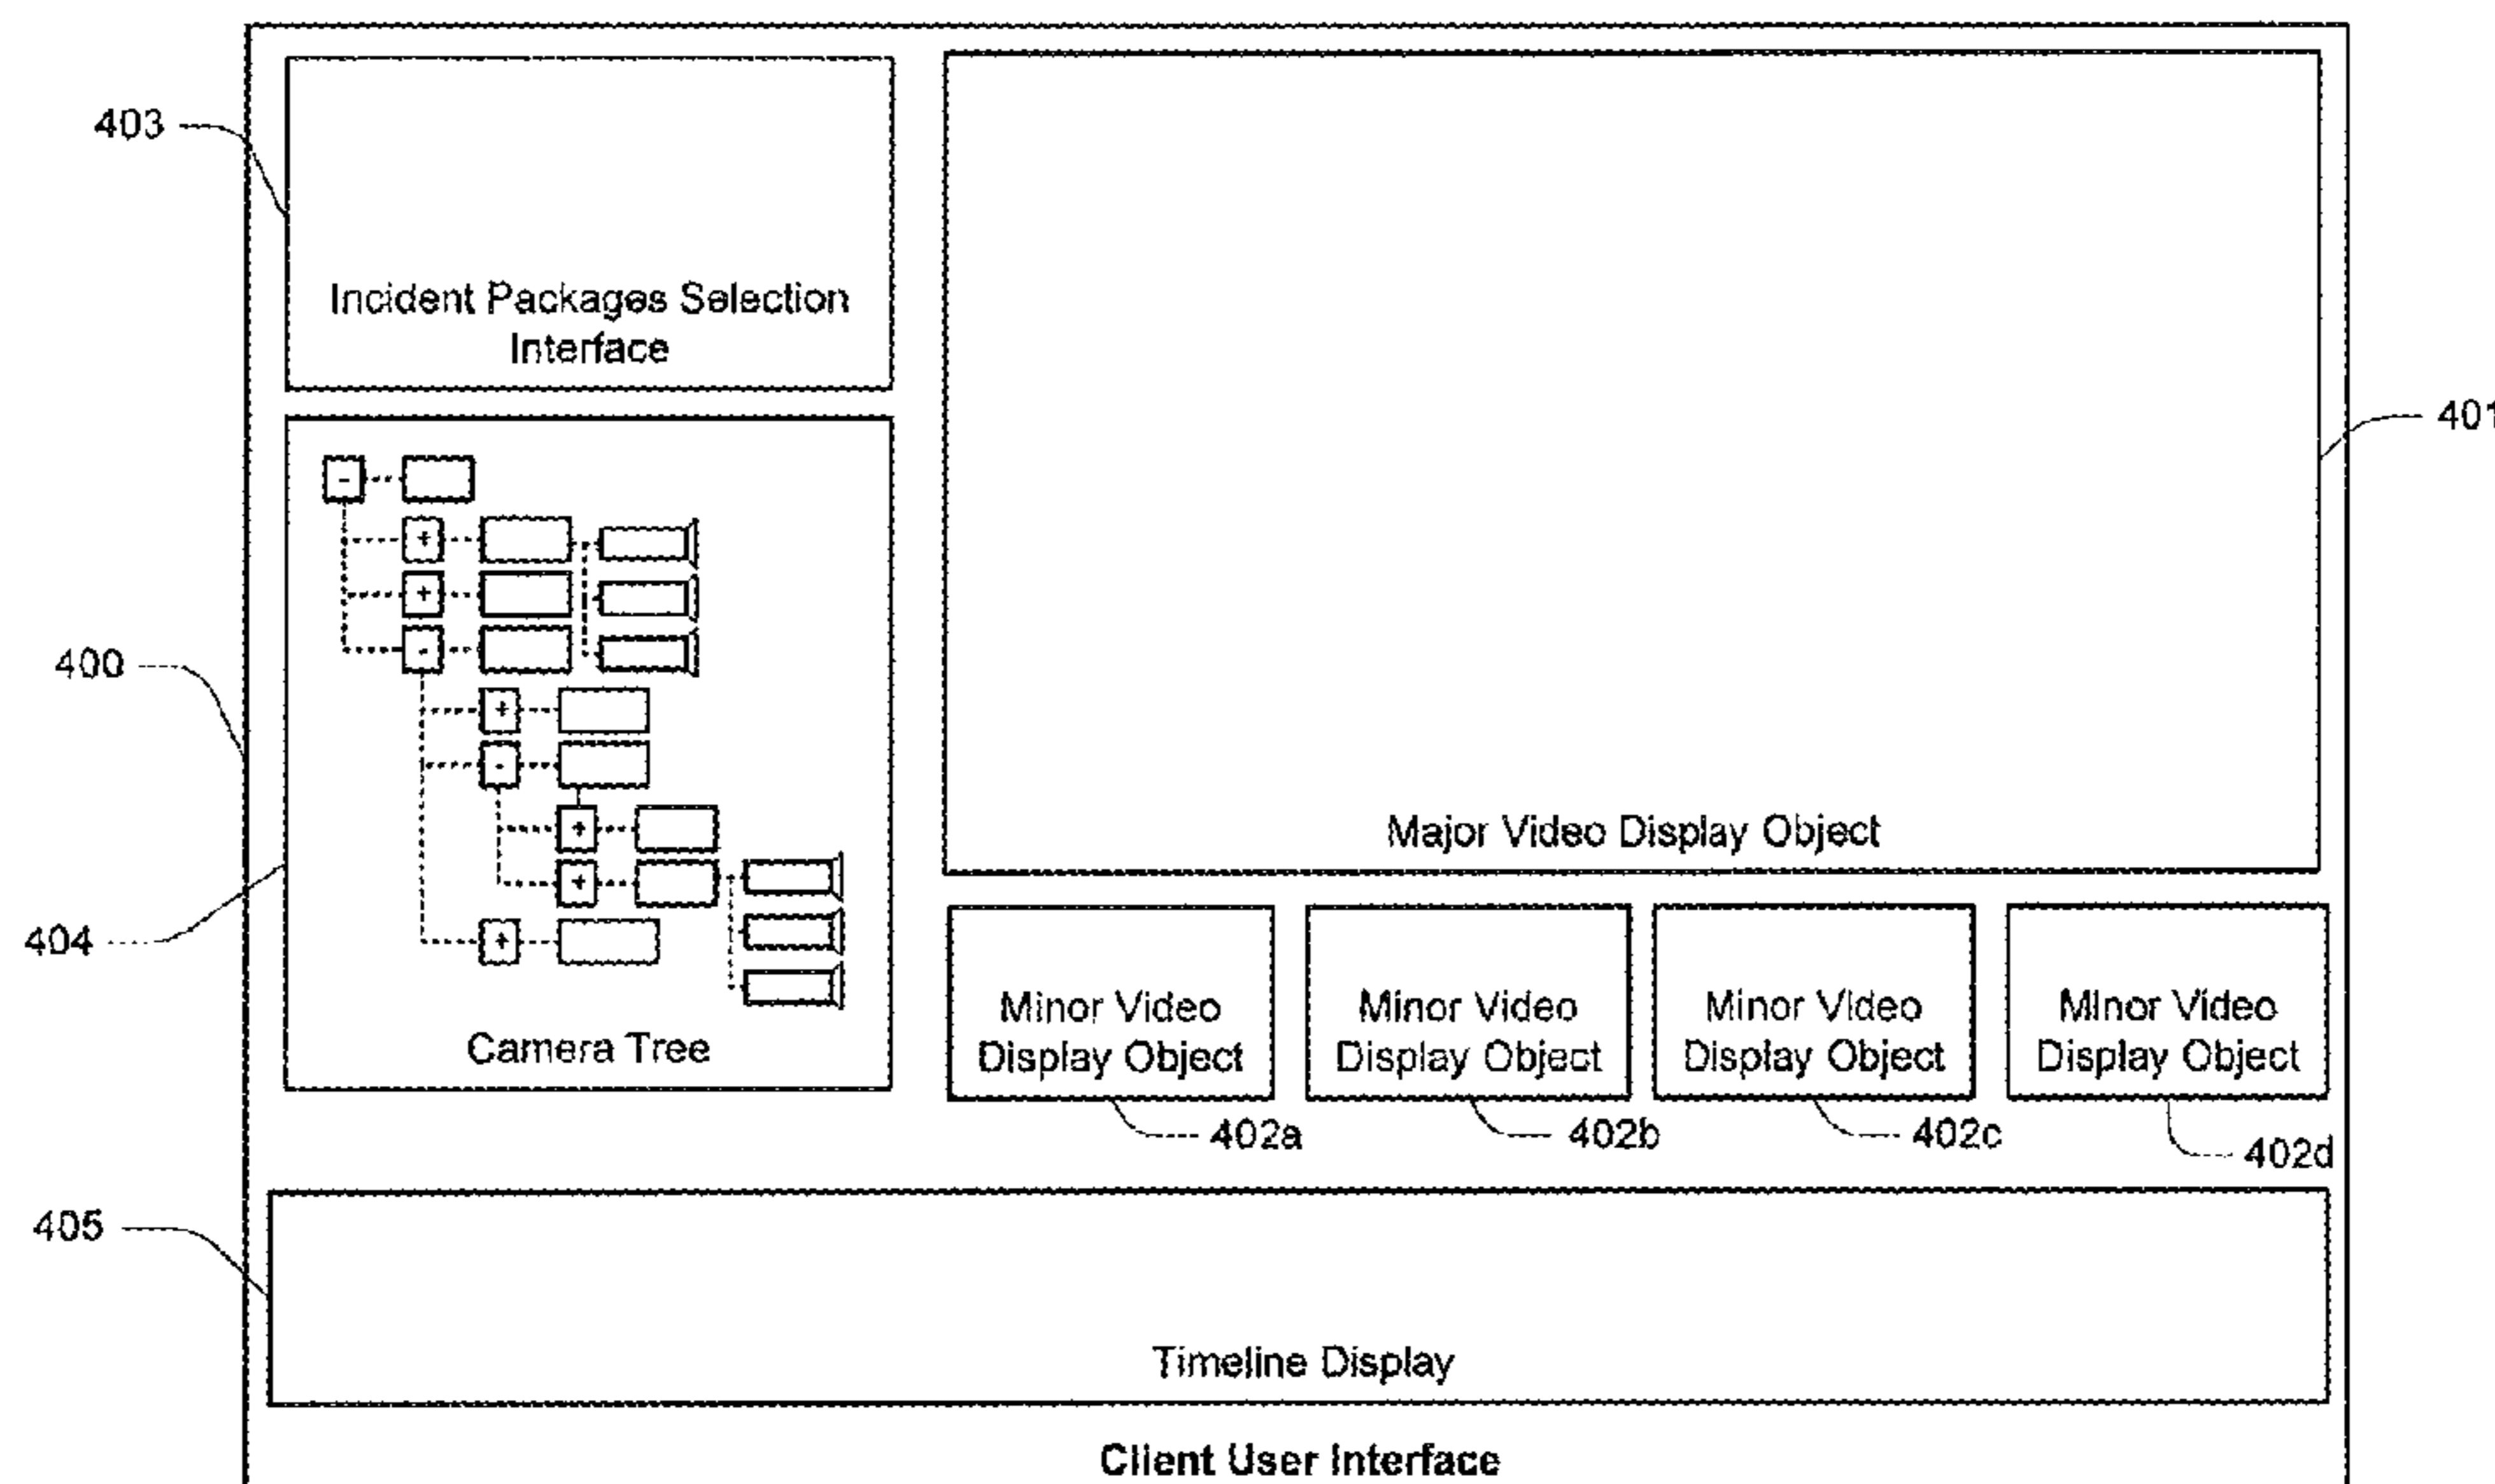 403
Incident Packages Selection
Interface
401
400
-
+
+
-
+
-
+
+
+
404
Camera Tree
Major Video Display Object
Minor Video
Display Object
402a
Minor Video
Display Object
402b
Minor Video
Display Object
402c
Minor Video
Display Object
402d
405
Timeline Display
Client User Interface